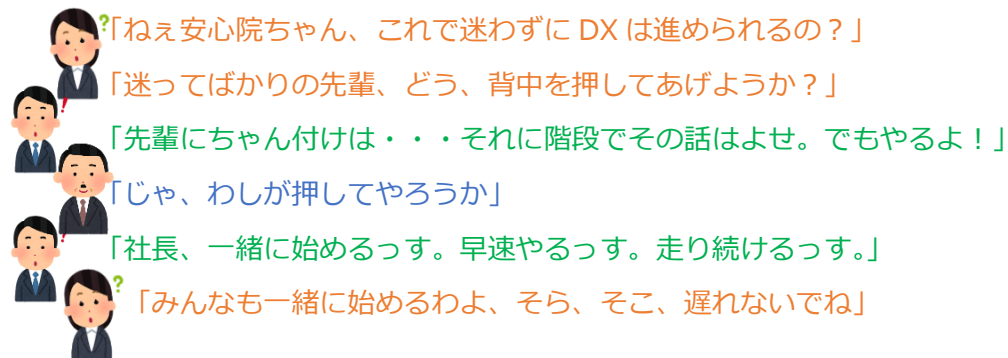 「ねぇ安心院ちゃん、これで迷わずに DX は進められるの？」
「迷ってばかりの先輩、どう、背中を押してあげようか？」
「先輩にちゃん付けは・・・それに階段でその話はよせ。でもやるよ！」
「じゃ、わしが押してやろうか」
「社長、一緒に始めるっす。早速やるっす。走り続けるっす。」
「みんなも一緒に始めるわよ、そら、そこ、遅れないでね」